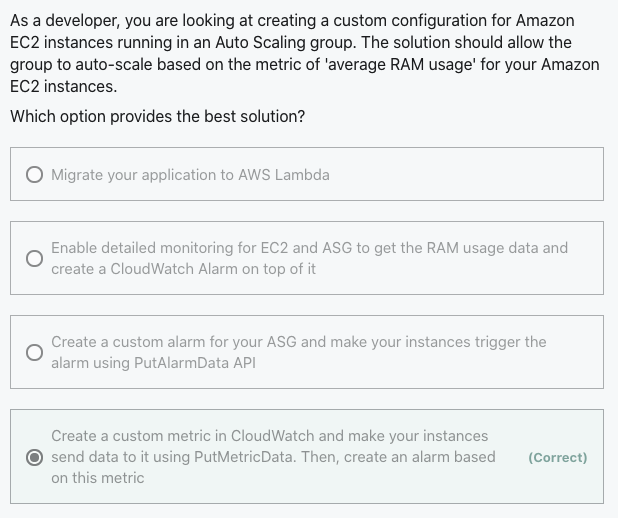 As a developer, you are looking at creating a custom configuration for Amazon
EC2 instances running in an Auto Scaling group. The solution should allow the
group to auto-scale based on the metric of 'average RAM usage' for your Amazon
EC2 instances.
Which option provides the best solution?
Migrate your application to AWS Lambda
Enable detailed monitoring for EC2 and ASG to get the RAM usage data and
create a CloudWatch Alarm on top of it
Create a custom alarm for your ASG and make your instances trigger the
alarm using PutAlarmData API
Create a custom metric in CloudWatch and make your instances
send data to it using PutMetricData. Then, create an alarm based
on this metric
(Correct)